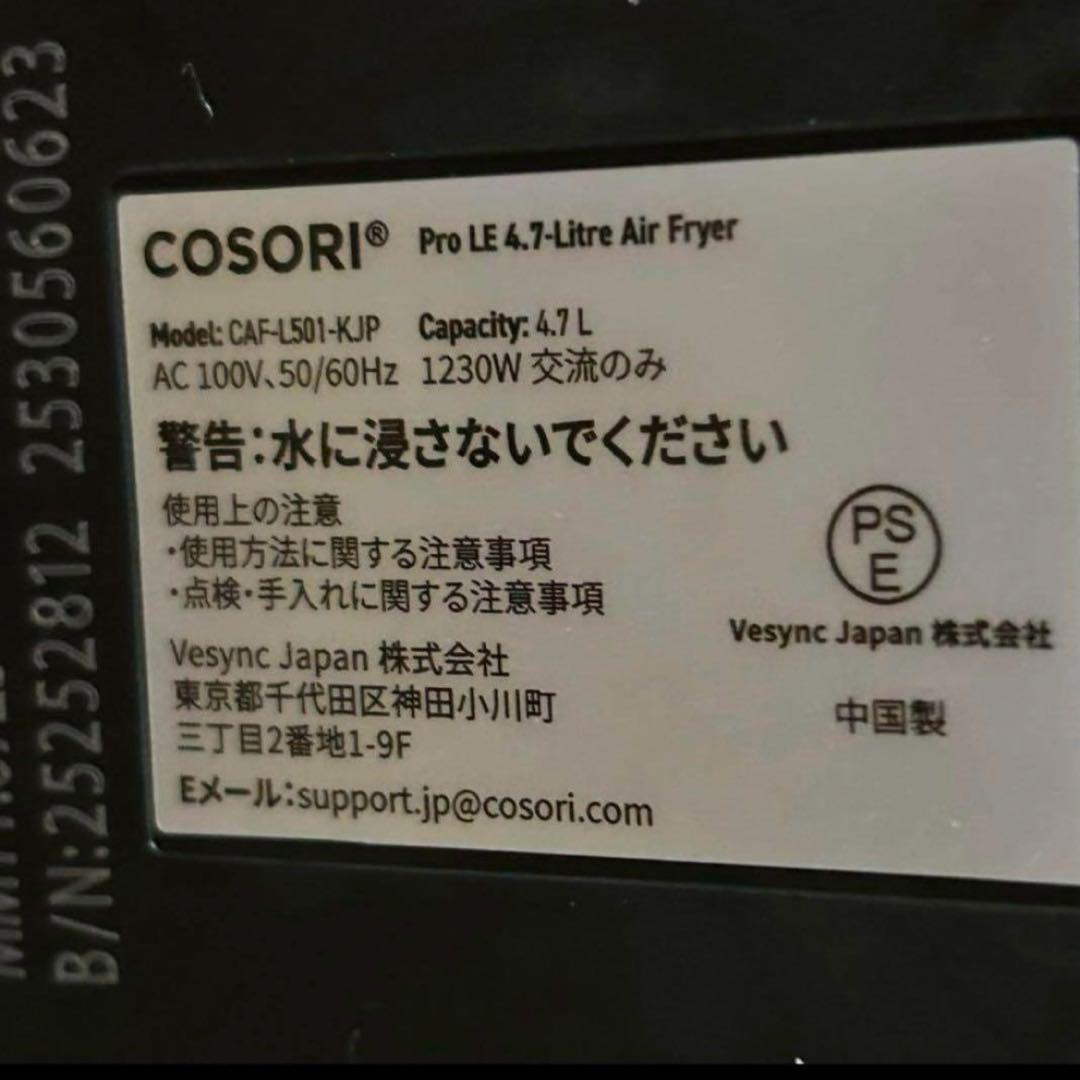 COSORI® Pro LE 4.7-Litre Air Fryer
Model: CAF-L501-KJP Capacity: 4.7 L
AC 100V、50/60Hz 1230W 交流のみ
警告：水に浸さないでください
使用上の注意
・使用方法に関する注意事項
・点検・手入れに関する注意事項
Vesync Japan 株式会社
東京都千代田区神田小川町
三丁目2番地1-9F
Eメール：support.jp@cosori.com
PS
E
Vesync Japan 株式会社
中国製
B/N:25252812 2530560623